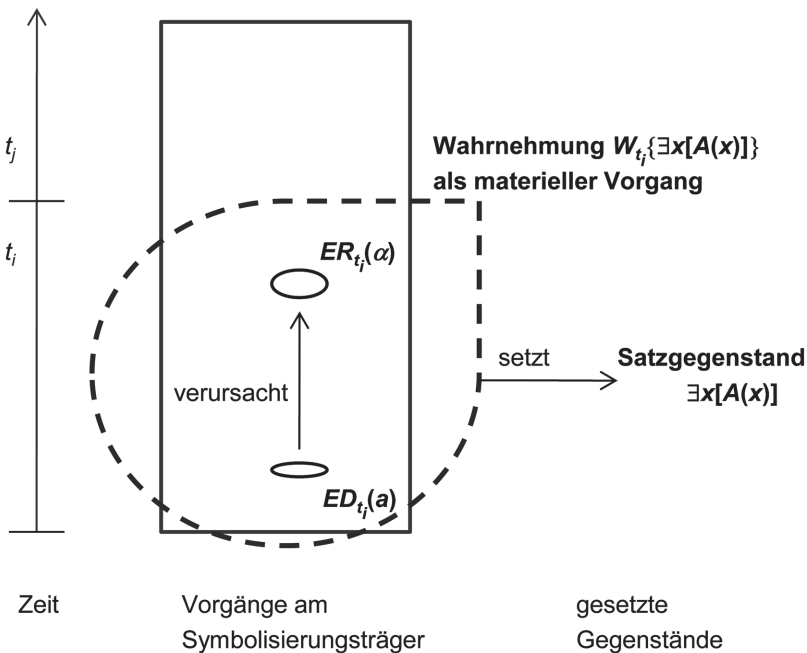 t_j
Wahrnehmung W_{t_i}{∃x[A(x)]}
als materieller Vorgang
t_i
ER_{t_i}(α)
verursacht
setzt
Satzgegenstand
∃x[A(x)]
ED_{t_i}(a)
Zeit
Vorgänge am
Symbolisierungsträger
gesetzte
Gegenstände